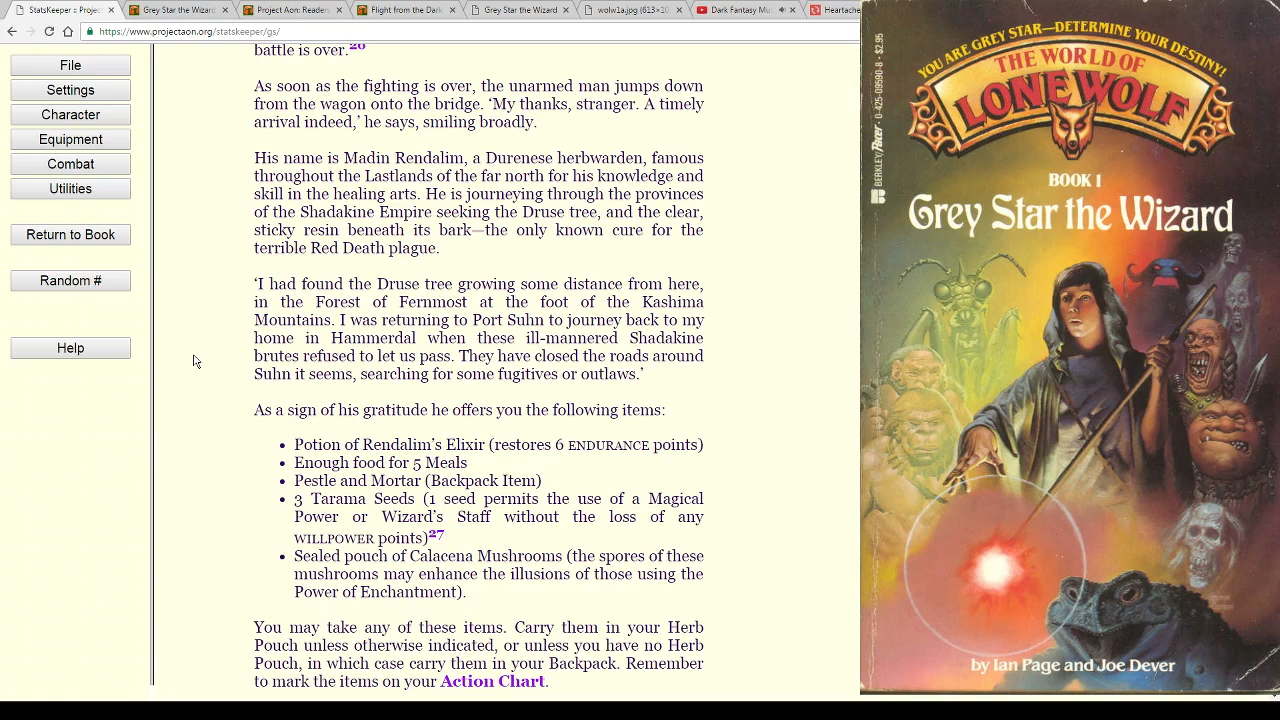 StatsKeeper :: Projec
Grey Star the Wizard
Project Aon: Readers
Flight from the Dark
Grey Star the Wizard
wolw1a.jpg (613×10
Dark Fantasy Mus
Heartache
https://www.projectaon.org/statskeeper/gs/
File
Settings
Character
Equipment
Combat
Utilities
Return to Book
Random #
Help
battle is over.26
As soon as the fighting is over, the unarmed man jumps down
from the wagon onto the bridge. ‘My thanks, stranger. A timely
arrival indeed,’ he says, smiling broadly.
His name is Madin Rendalim, a Durenese herbwarden, famous
throughout the Lastlands of the far north for his knowledge and
skill in the healing arts. He is journeying through the provinces
of the Shadakine Empire seeking the Druse tree, and the clear,
sticky resin beneath its bark—the only known cure for the
terrible Red Death plague.
‘I had found the Druse tree growing some distance from here,
in the Forest of Fernmost at the foot of the Kashima
Mountains. I was returning to Port Suhn to journey back to my
home in Hammerdal when these ill-mannered Shadakine
brutes refused to let us pass. They have closed the roads around
Suhn it seems, searching for some fugitives or outlaws.’
As a sign of his gratitude he offers you the following items:
• Potion of Rendalim’s Elixir (restores 6 ENDURANCE points)
• Enough food for 5 Meals
• Pestle and Mortar (Backpack Item)
• 3 Tarama Seeds (1 seed permits the use of a Magical
Power or Wizard’s Staff without the loss of any
WILLPOWER points)27
• Sealed pouch of Calacena Mushrooms (the spores of these
mushrooms may enhance the illusions of those using the
Power of Enchantment).
You may take any of these items. Carry them in your Herb
Pouch unless otherwise indicated, or unless you have no Herb
Pouch, in which case carry them in your Backpack. Remember
to mark the items on your Action Chart.
YOU ARE GREY STAR—DETERMINE YOUR DESTINY!
THE WORLD OF
LONE WOLF
BERKLEY/Pacer • 0-425-09590-8 • $2.95
BOOK 1
Grey Star the Wizard
by Ian Page and Joe Dever